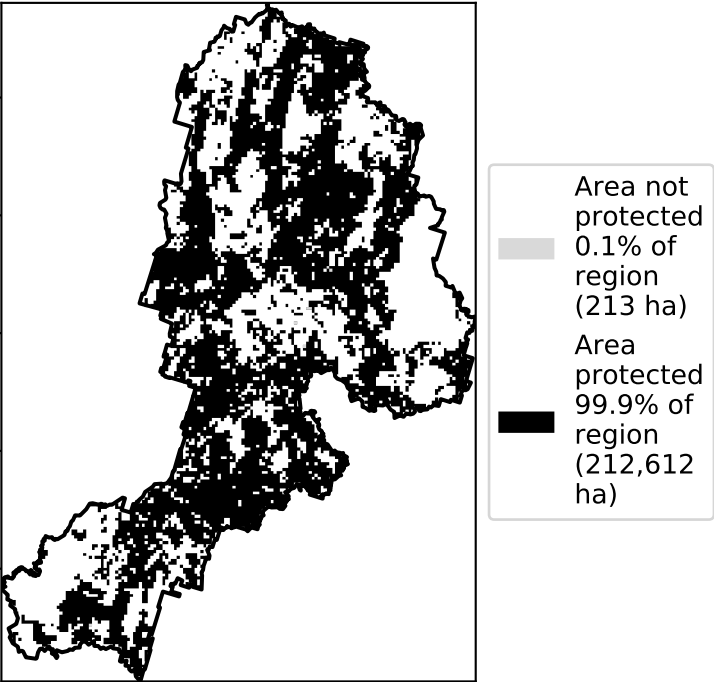 Area not
protected
0.1% of
region
(213 ha)
Area
protected
99.9% of
region
(212,612
ha)